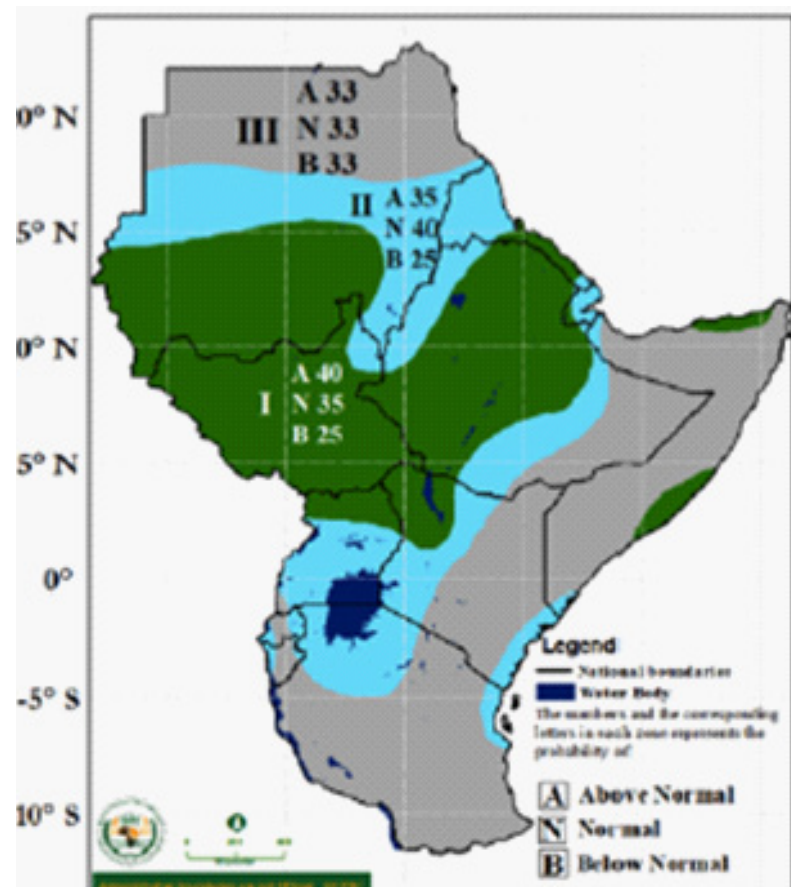 0° N
A 33
III N 33
B 33
II A 35
N 40
B 25
5° N
0° N
A 40
I N 35
B 25
5° N
0°
Legend
National boundaries
Water Body
The numbers and the corresponding
letters in each zone represents the
probability of:
-5° S
A Above Normal
N Normal
B Below Normal
10° S